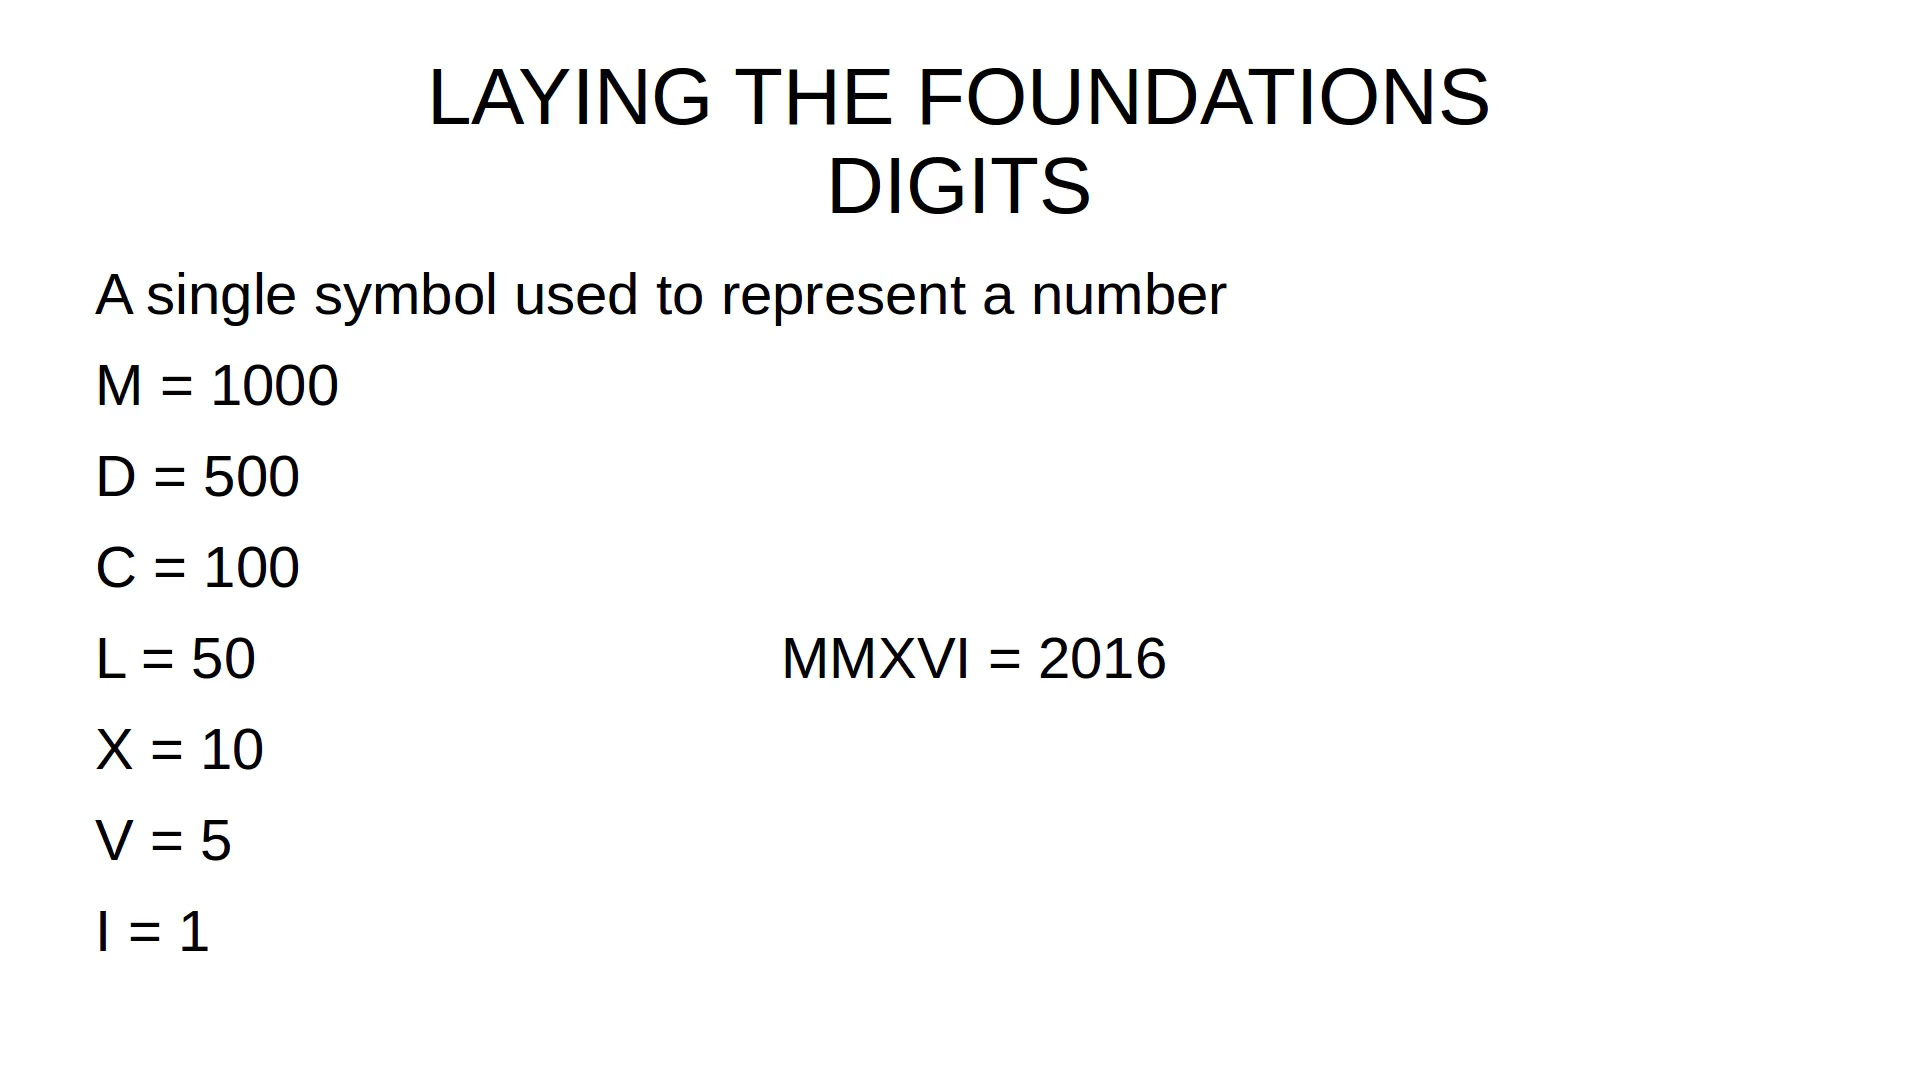 LAYING THE FOUNDATIONS
DIGITS
A single symbol used to represent a number
M = 1000
D = 500
C = 100
L = 50 MMXVI = 2016
X = 10
V = 5
I = 1